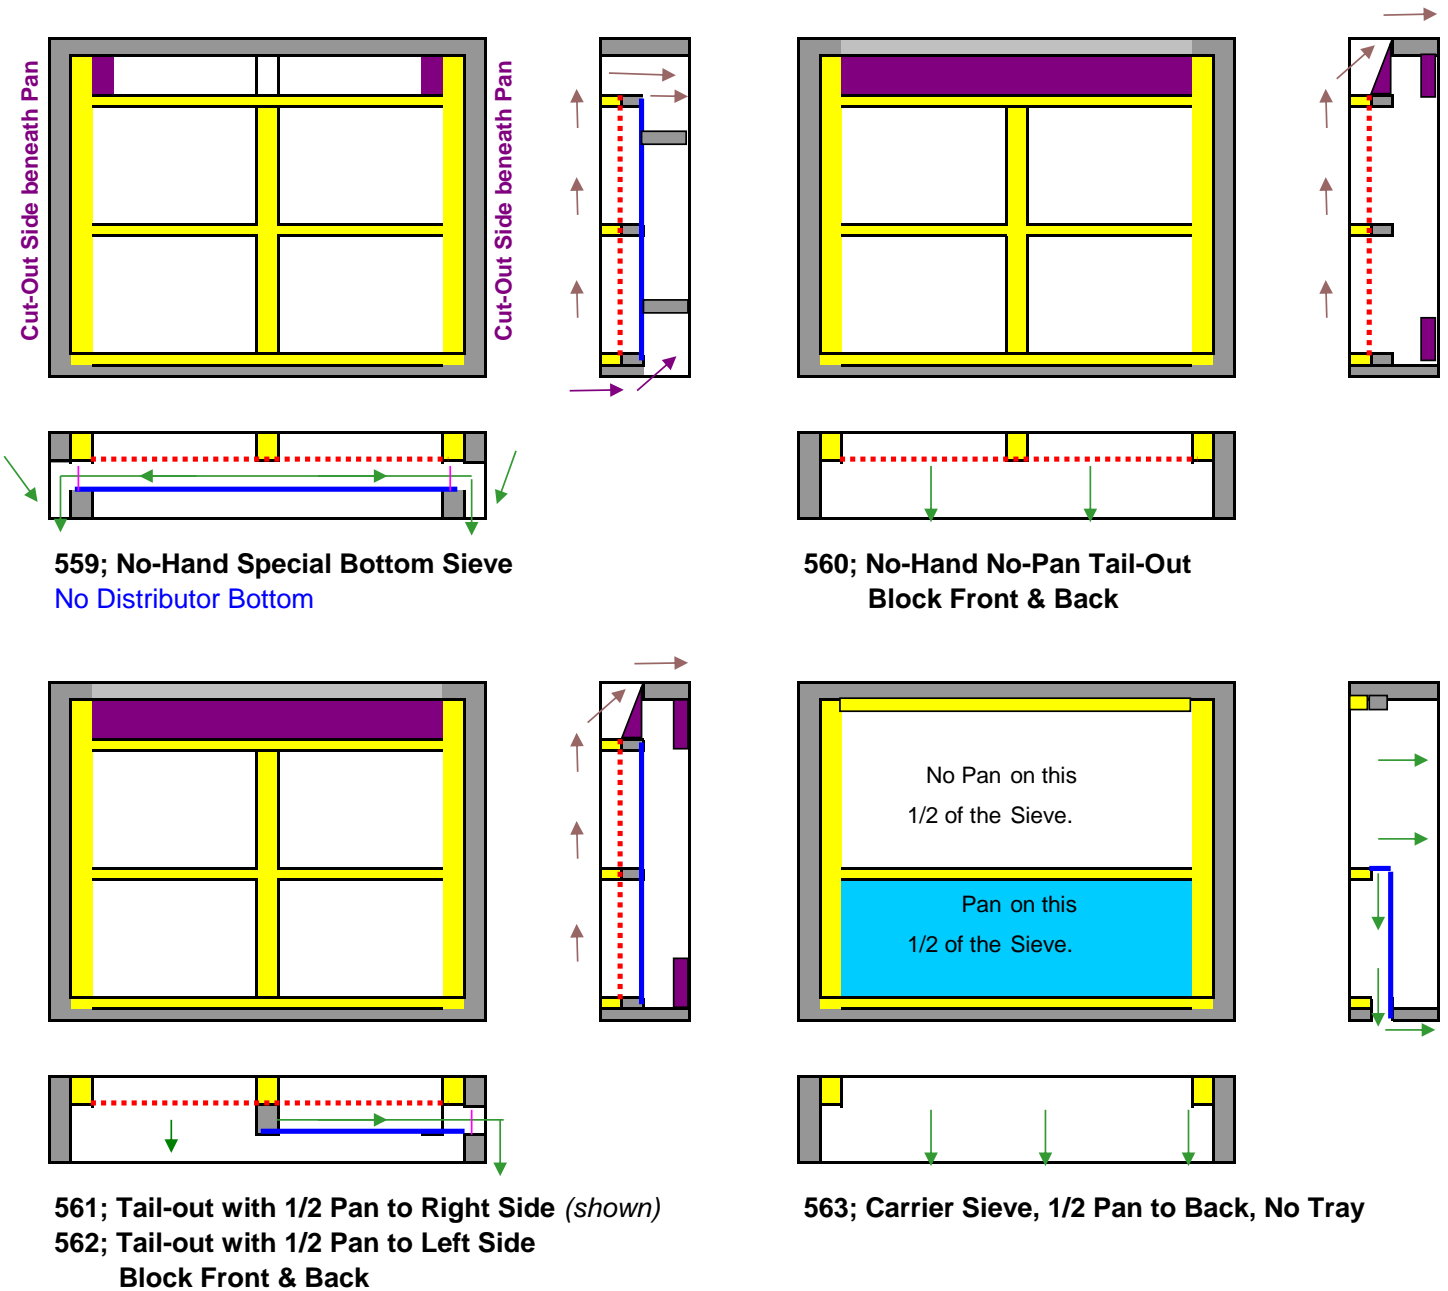 Cut-Out Side beneath Pan
Cut-Out Side beneath Pan
559; No-Hand Special Bottom Sieve
No Distributor Bottom
560; No-Hand No-Pan Tail-Out
Block Front & Back
No Pan on this
1/2 of the Sieve.
Pan on this
1/2 of the Sieve.
561; Tail-out with 1/2 Pan to Right Side (shown)
562; Tail-out with 1/2 Pan to Left Side
Block Front & Back
563; Carrier Sieve, 1/2 Pan to Back, No Tray